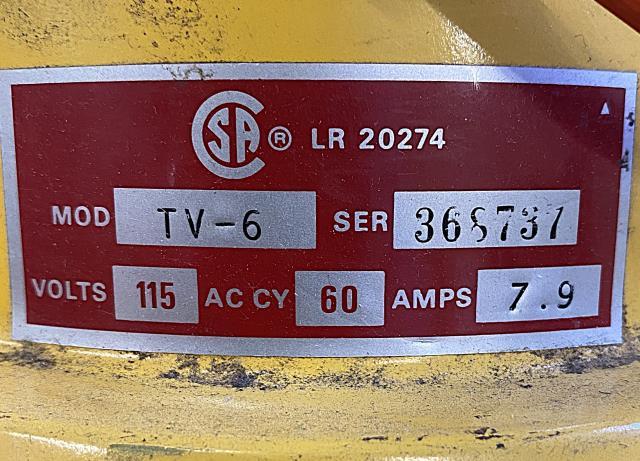 CSA ® LR 20274
MOD TV-6 SER 368737
VOLTS 115 AC CY 60 AMPS 7.9